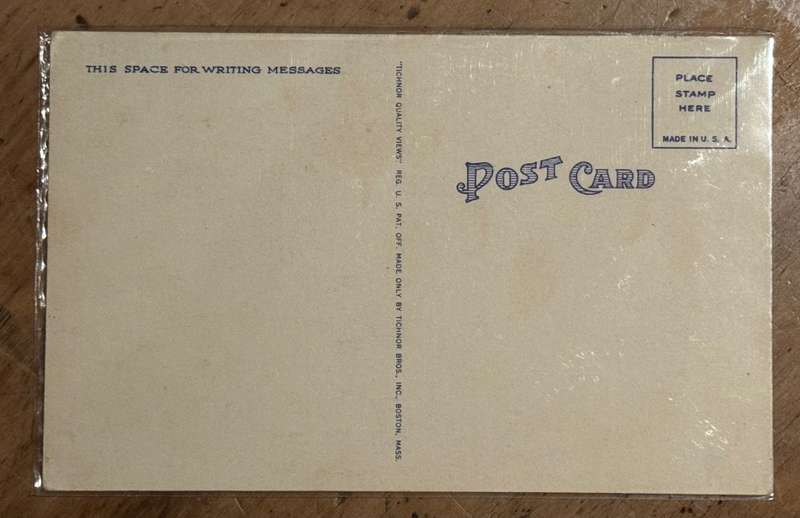 THIS SPACE FOR WRITING MESSAGES
"TICHNOR QUALITY VIEWS" REG. U. S. PAT. OFF. MADE ONLY BY TICHNOR BROS., INC., BOSTON, MASS.
PLACE
STAMP
HERE
MADE IN U. S. A.
POST CARD